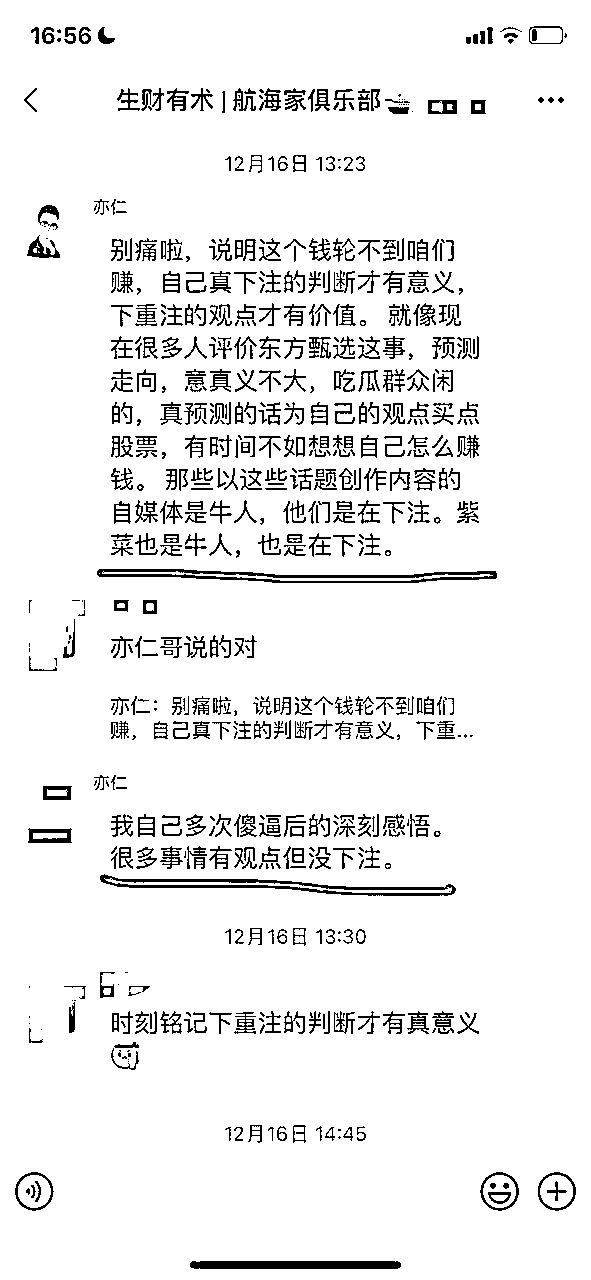 16:56
生财有术 | 航海家俱乐部
12月16日 13:23
亦仁
别痛啦，说明这个钱轮不到咱们
赚，自己真下注的判断才有意义，
下重注的观点才有价值。 就像现
在很多人评价东方甄选这事，预测
走向，意真义不大，吃瓜群众闲
的，真预测的话为自己的观点买点
股票，有时间不如想想自己怎么赚
钱。 那些以这些话题创作内容的
自媒体是牛人，他们是在下注。紫
菜也是牛人，也是在下注。
亦仁哥说的对
亦仁：别痛啦，说明这个钱轮不到咱们
赚，自己真下注的判断才有意义，下重...
亦仁
我自己多次傻逼后的深刻感悟。
很多事情有观点但没下注。
12月16日 13:30
时刻铭记下重注的判断才有真意义
12月16日 14:45